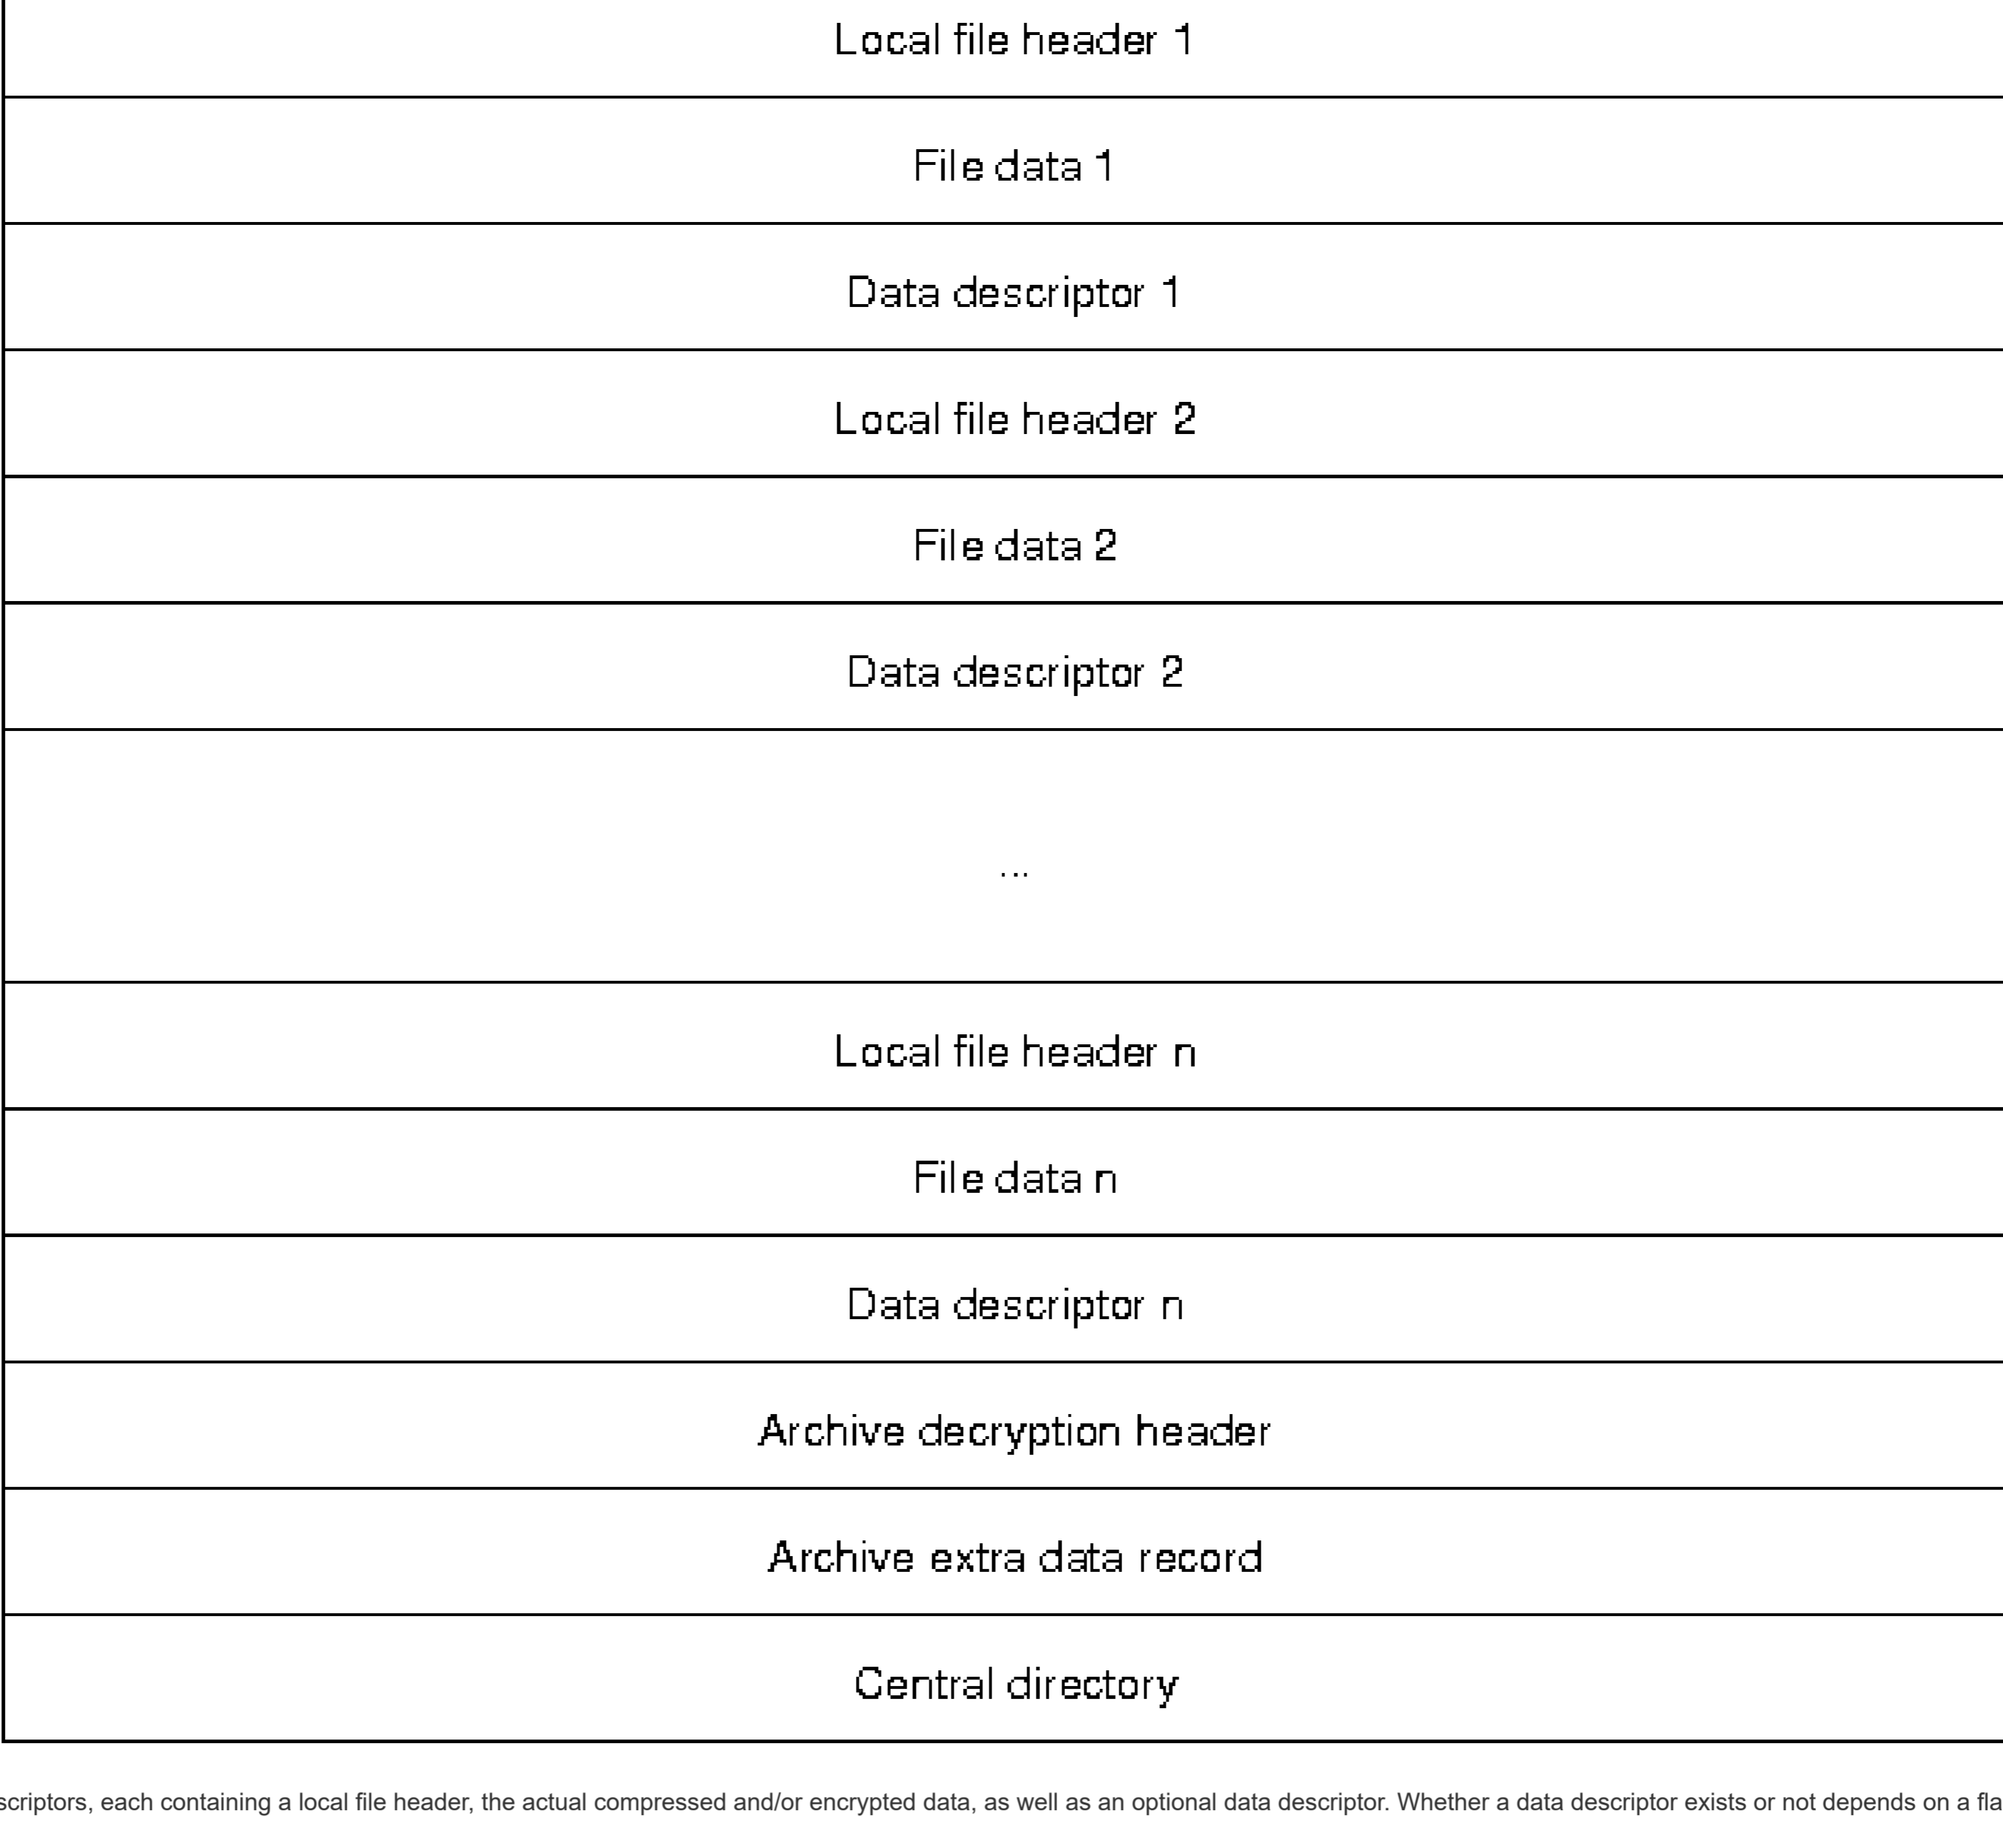 Local file header 1
File data 1
Data descriptor 1
Local file header 2
File data 2
Data descriptor 2
...
Local file header n
File data n
Data descriptor n
Archive decryption header
Archive extra data record
Central directory
scriptors, each containing a local file header, the actual compressed and/or encrypted data, as well as an optional data descriptor. Whether a data descriptor exists or not depends on a fla